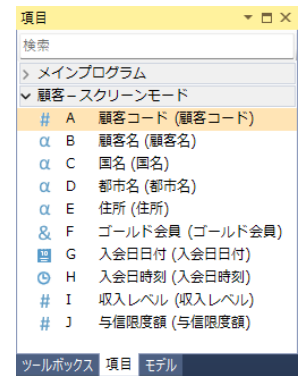 項目
検索
メインプログラム
顧客－スクリーンモード
# A 顧客コード (顧客コード)
α B 顧客名 (顧客名)
α C 国名 (国名)
α D 都市名 (都市名)
α E 住所 (住所)
& F ゴールド会員 (ゴールド会員)
G 入会日付 (入会日付)
H 入会時刻 (入会時刻)
# I 収入レベル (収入レベル)
# J 与信限度額 (与信限度額)
ツールボックス 項目 モデル